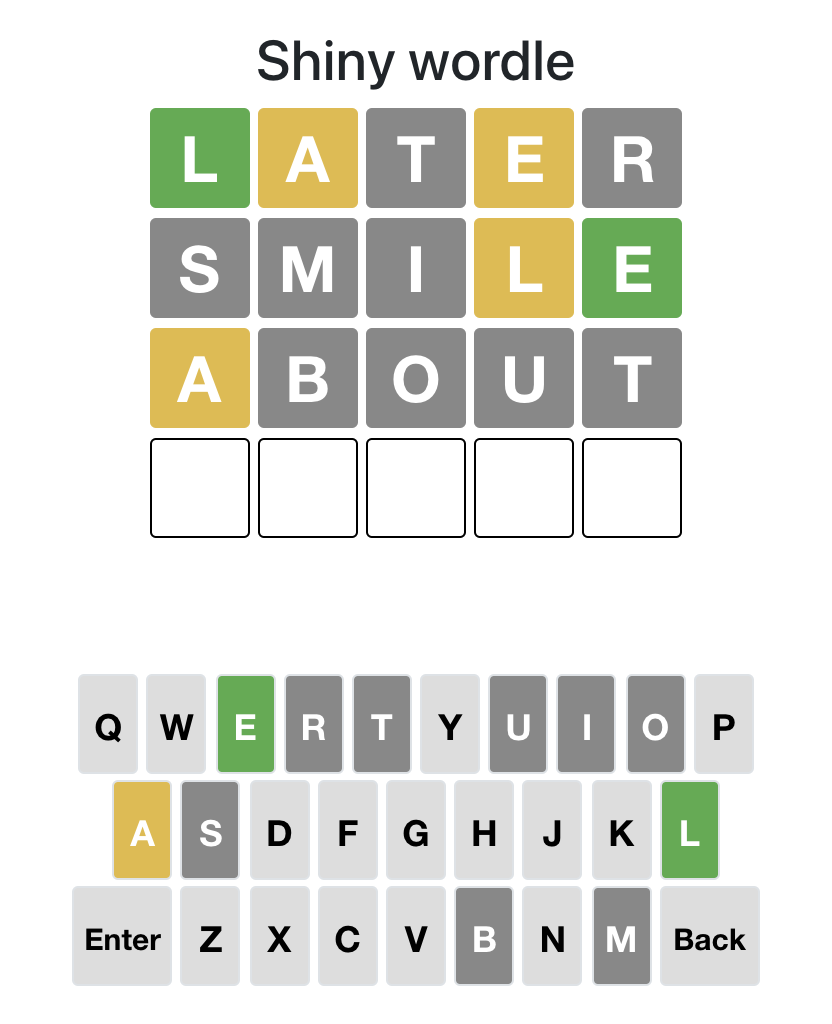 Shiny wordle
L A T E R
S M I L E
A B O U T
Q W E R T Y U I O P
A S D F G H J K L
Enter Z X C V B N M Back